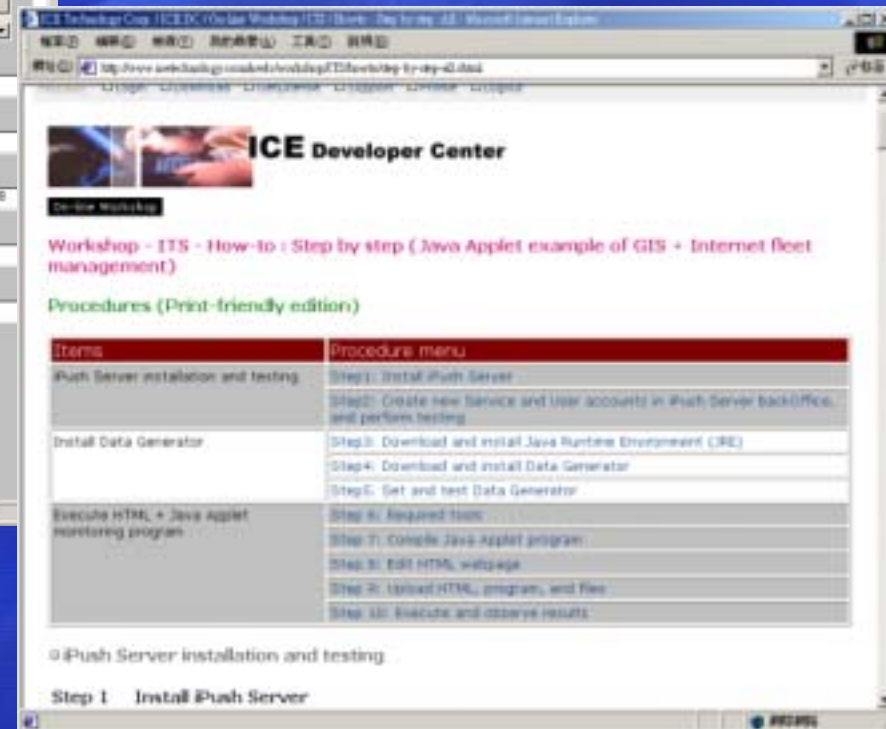 ICE Technology Corp.
ICE Developer Center
On-line Workshop
Workshop - ITS - How-to : Step by step (Java Applet example of GIS + Internet fleet
management)
Procedures (Print-friendly edition)
Items Procedure menu
iPush Server installation and testing
Step1: Install iPush Server
Step2: Create new Service and User accounts in iPush Server backOffice,
and perform testing
Install Data Generator
Step3: Download and install Java Runtime Environment (JRE)
Step4: Download and install Data Generator
Step5: Set and test Data Generator
Execute HTML + Java Applet
monitoring program
Step 6: Required tools
Step 7: Compile Java Applet program
Step 8: Edit HTML webpage
Step 9: Upload HTML, program, and files
Step 10: Execute and observe results
iPush Server installation and testing
Step 1 Install iPush Server